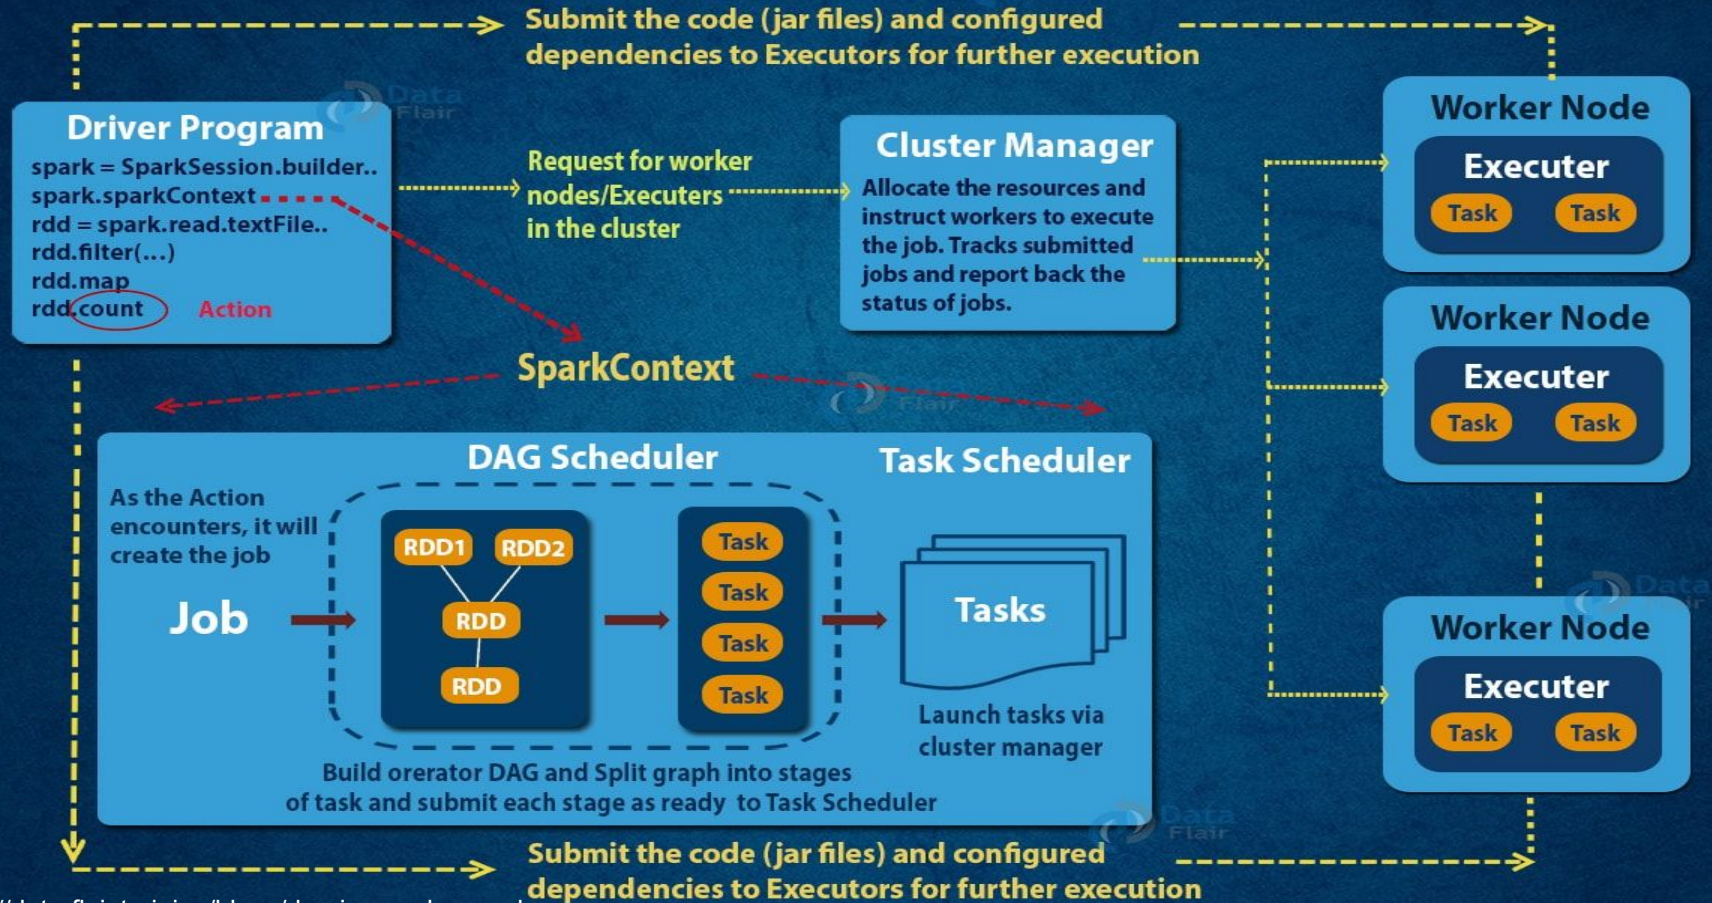 Submit the code (jar files) and configured
dependencies to Executors for further execution
Data
Flair
Driver Program
spark = SparkSession.builder..
spark.sparkContext
rdd = spark.read.textFile..
rdd.filter(...)
rdd.map
rdd.count
Action
Request for worker
nodes/Executers
in the cluster
Cluster Manager
Allocate the resources and
instruct workers to execute
the job. Tracks submitted
jobs and report back the
status of jobs.
Worker Node
Executer
Task Task
Worker Node
Executer
Task Task
Worker Node
Executer
Task Task
SparkContext
Flair
DAG Scheduler
Task Scheduler
As the Action
encounters, it will
create the job
Job
RDD1 RDD2
RDD
RDD
Task
Task
Task
Task
Tasks
Launch tasks via
cluster manager
Build orerator DAG and Split graph into stages
of task and submit each stage as ready to Task Scheduler
Data
Flair
Data
Submit the code (jar files) and configured
dependencies to Executors for further execution